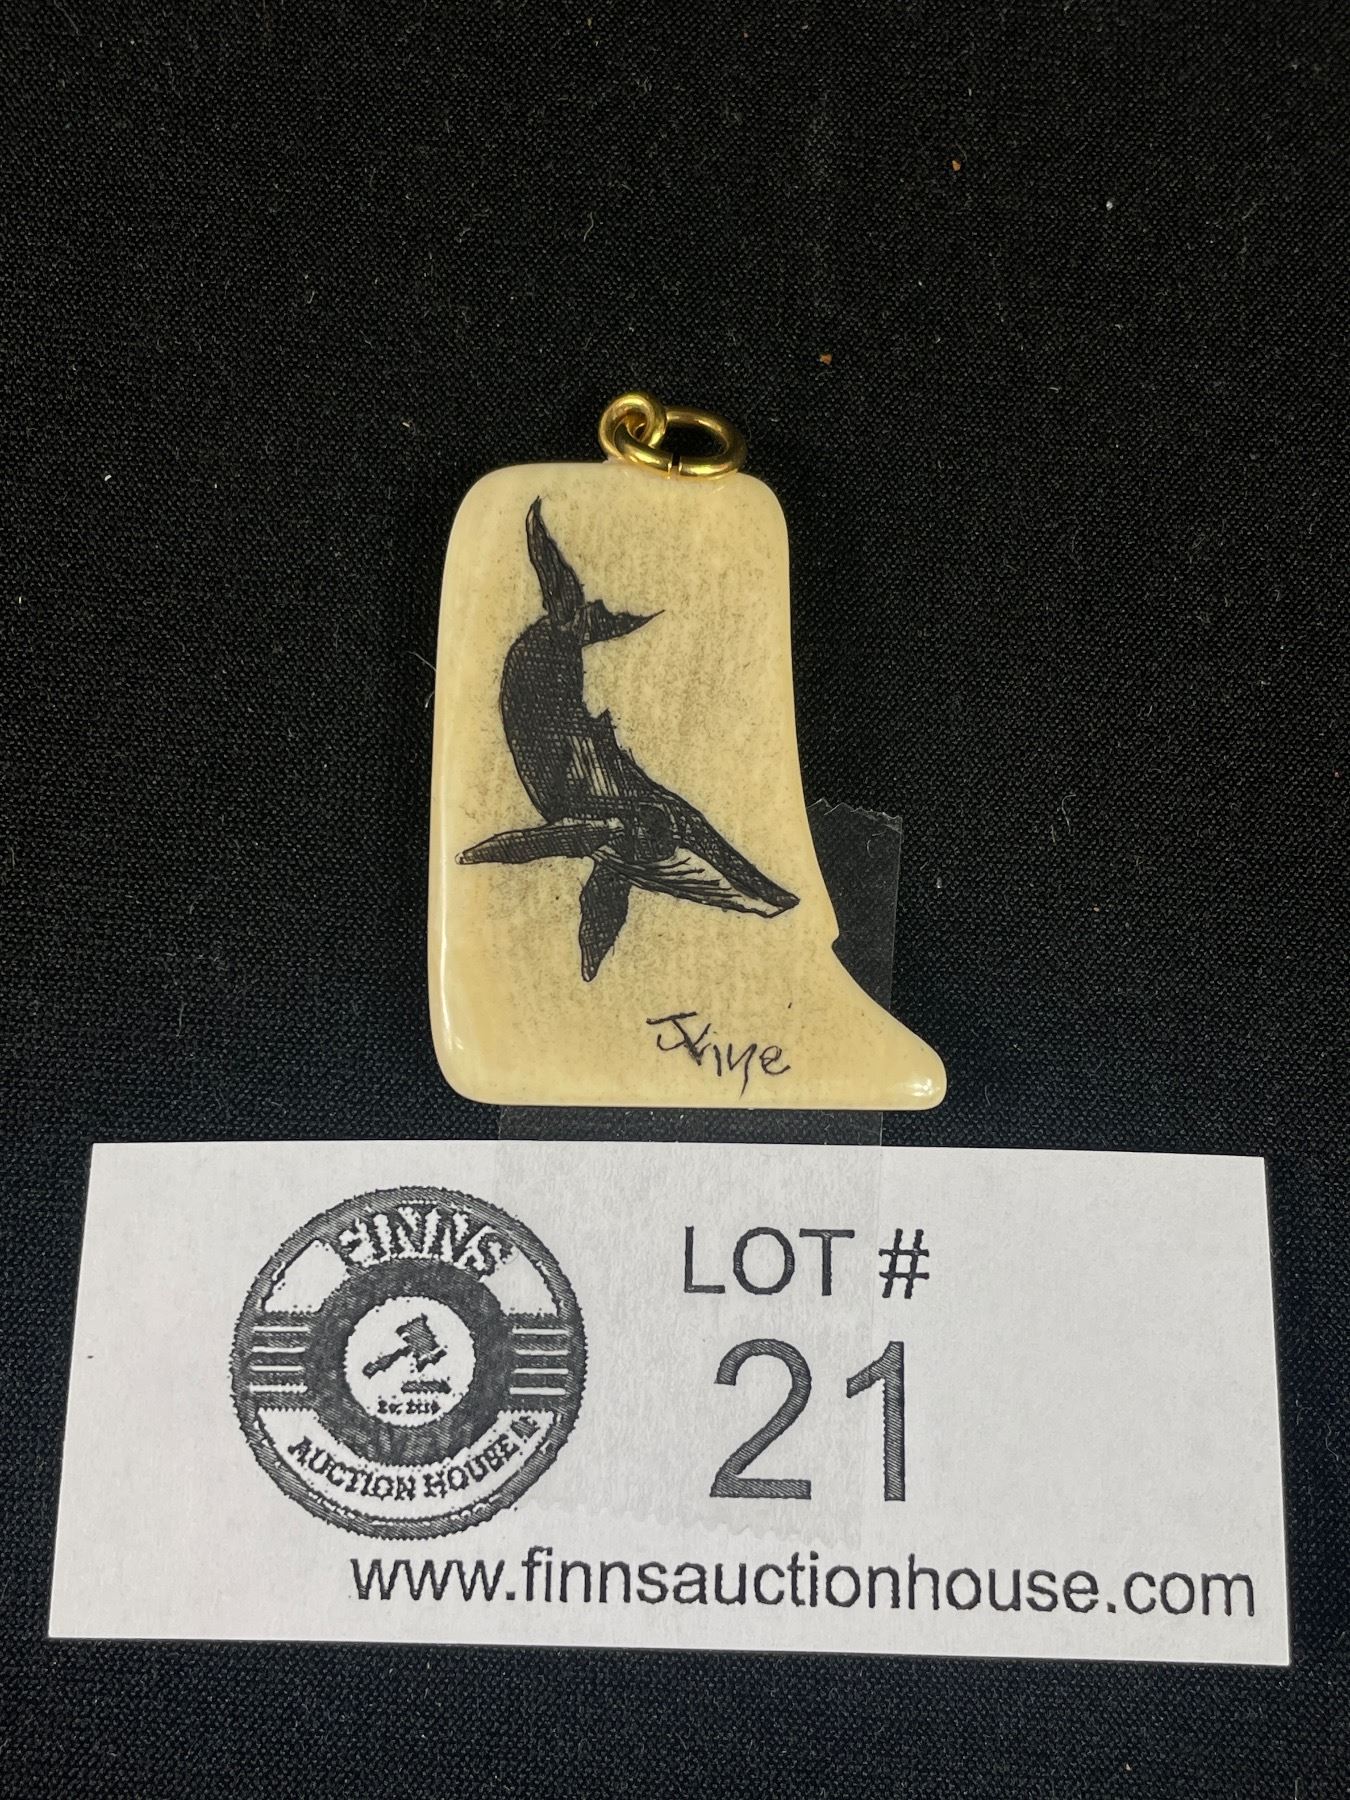 FINNS
AUCTION HOUSE
LOT #
21
www.finnsauctionhouse.com